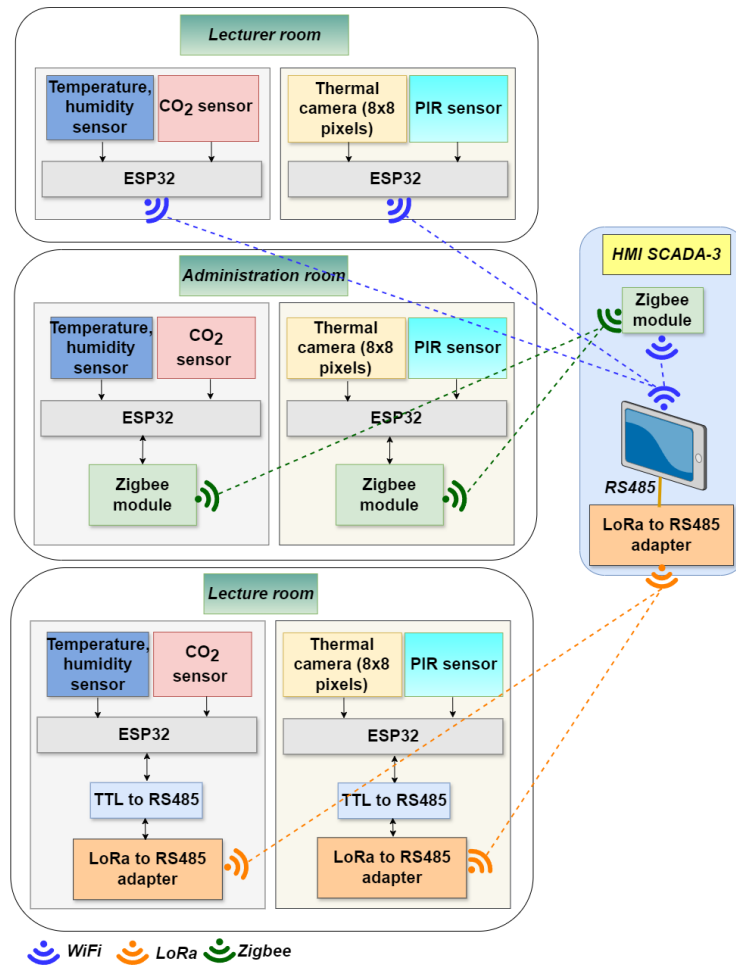 Lecturer room
Temperature,
humidity
sensor
CO2 sensor
Thermal
camera (8x8
pixels)
PIR sensor
ESP32
ESP32
HMI SCADA-3
Zigbee
module
RS485
LoRa to RS485
adapter
Administration room
Temperature,
humidity
sensor
CO2
sensor
Thermal
camera (8x8
pixels)
PIR sensor
ESP32
ESP32
Zigbee
module
Zigbee
module
Lecture room
Temperature,
humidity
sensor
CO2
sensor
Thermal
camera (8x8
pixels)
PIR sensor
ESP32
ESP32
TTL to RS485
TTL to RS485
LoRa to RS485
adapter
LoRa to RS485
adapter
WiFi
LoRa
Zigbee